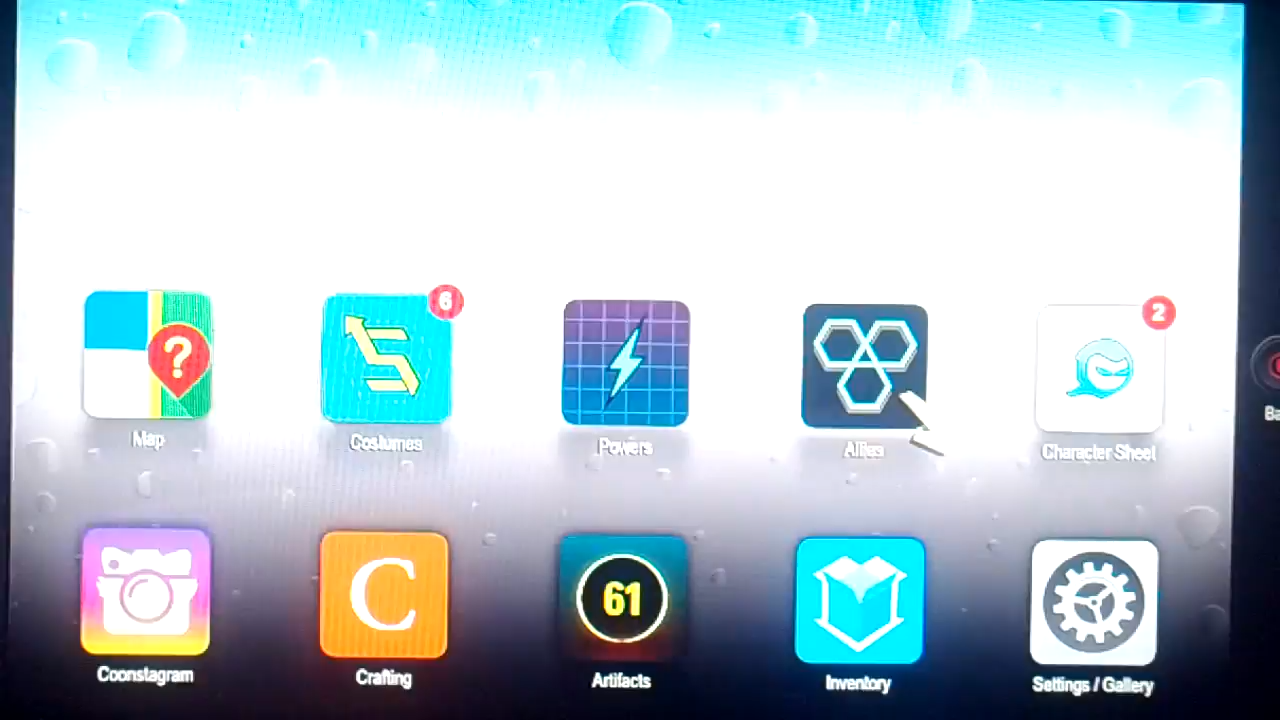 ?
6
2
Map
Costumes
Powers
Allies
Character Sheet
C
61
Coonstagram
Crafting
Artifacts
Inventory
Settings / Gallery